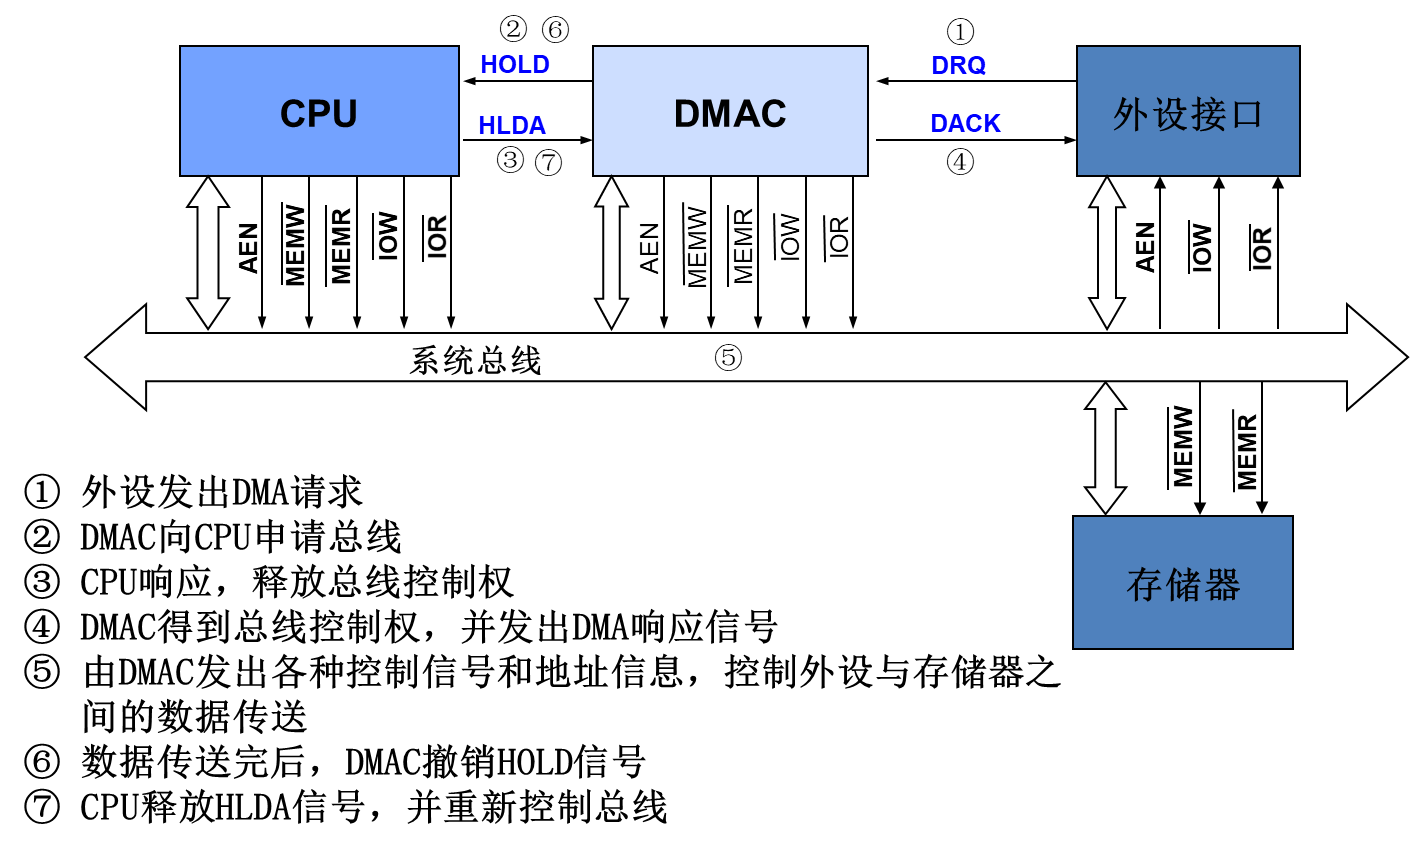 ② ⑥
①
HOLD
DRQ
CPU
DMAC
外设接口
HLDA
DACK
③ ⑦
④
AEN
MEMW
MEMR
IOW
IOR
AEN
MEMW
MEMR
IOW
IOR
AEN
IOW
IOR
系统总线
⑤
MEMW
MEMR
存储器
① 外设发出DMA请求
② DMAC向CPU申请总线
③ CPU响应，释放总线控制权
④ DMAC得到总线控制权，并发出DMA响应信号
⑤ 由DMAC发出各种控制信号和地址信息，控制外设与存储器之
间的数据传送
⑥ 数据传送完后，DMAC撤销HOLD信号
⑦ CPU释放HLDA信号，并重新控制总线